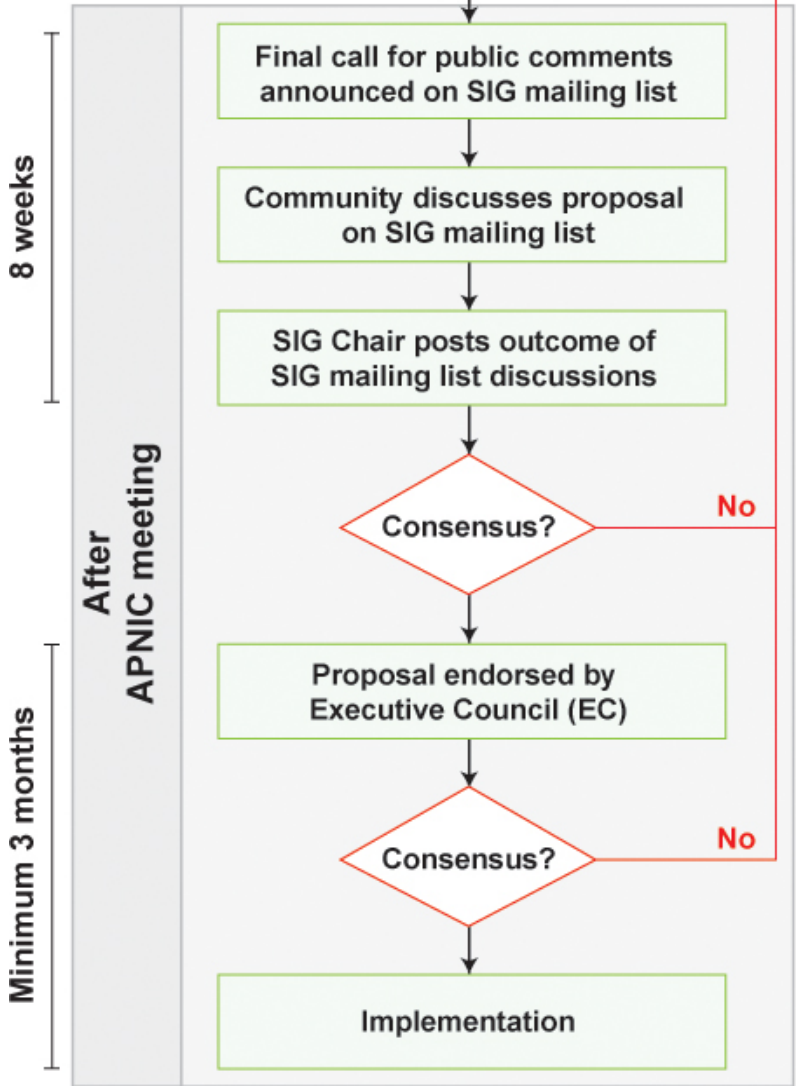 Final call for public comments
announced on SIG mailing list
Community discusses proposal
on SIG mailing list
8 weeks
SIG Chair posts outcome of
SIG mailing list discussions
After
APNIC meeting
Consensus?
No
Proposal endorsed by
Executive Council (EC)
Minimum 3 months
Consensus?
No
Implementation